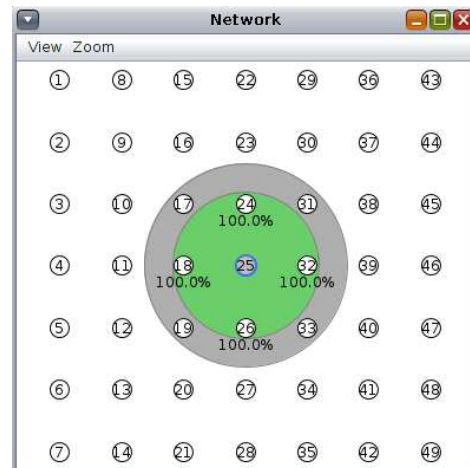 Network
View Zoom
1 8 15 22 29 36 43
2 9 16 23 30 37 44
3 10 17 24 31 38 45
100.0%
4 11 18 25 32 39 46
100.0% 100.0%
5 12 19 26 33 40 47
100.0%
6 13 20 27 34 41 48
7 14 21 28 35 42 49